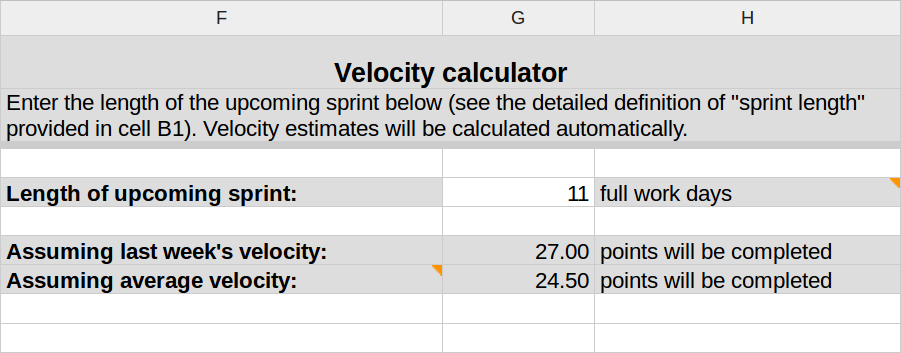 F G H
Velocity calculator
Enter the length of the upcoming sprint below (see the detailed definition of "sprint length"
provided in cell B1). Velocity estimates will be calculated automatically.
Length of upcoming sprint: 11 full work days
Assuming last week's velocity: 27.00 points will be completed
Assuming average velocity: 24.50 points will be completed